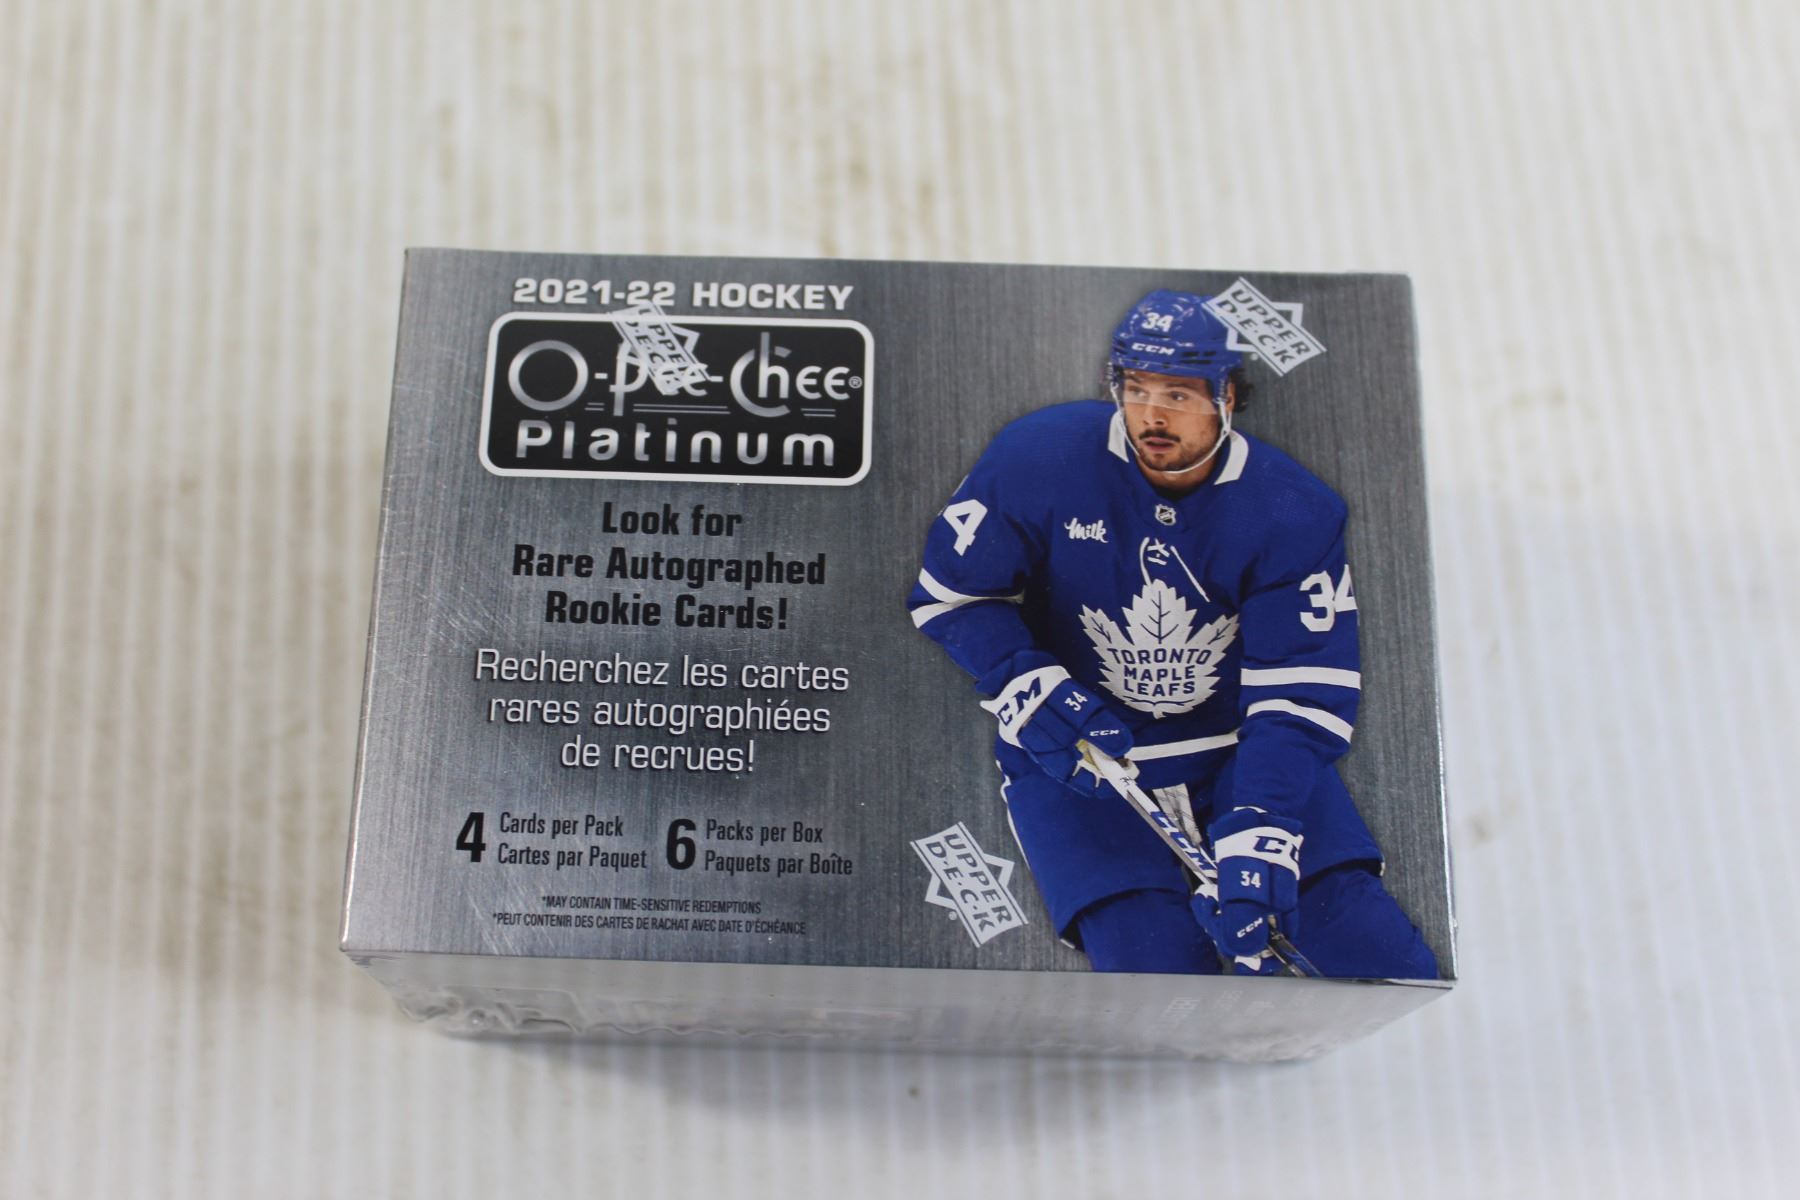 2021-22 HOCKEY
O-Pee-Chee®
Platinum
Look for
Rare Autographed
Rookie Cards!
Recherchez les cartes
rares autographiées
de recrues!
4 Cards per Pack
Cartes par Paquet
6 Packs per Box
Paquets par Boîte
*MAY CONTAIN TIME-SENSITIVE REDEMPTIONS
*PEUT CONTENIR DES CARTES DE RACHAT AVEC DATE D'ÉCHÉANCE
UPPER
D·E·C·K
UPPER
D·E·C·K
UPPER
D·E·C·K
34
CCM
4
Milk
34
TORONTO
MAPLE
LEAFS
CCM
34
CCM
CCM
34
CCM